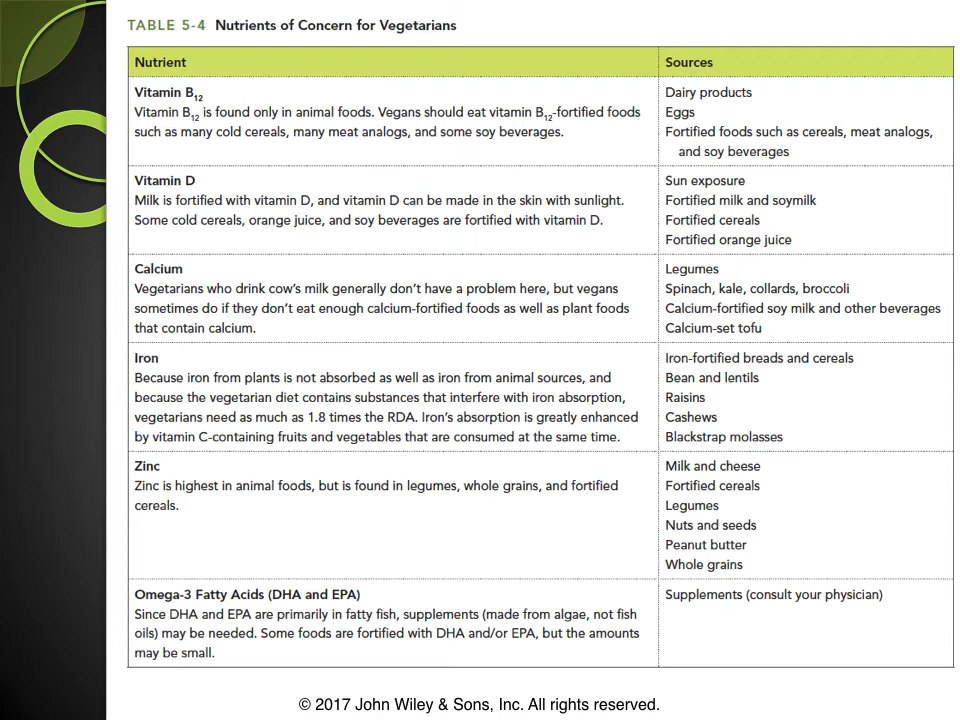 TABLE 5-4 Nutrients of Concern for Vegetarians
Nutrient
Sources
Vitamin B12
Vitamin B12 is found only in animal foods. Vegans should eat vitamin B12-fortified foods
such as many cold cereals, many meat analogs, and some soy beverages.
Dairy products
Eggs
Fortified foods such as cereals, meat analogs,
and soy beverages
Vitamin D
Milk is fortified with vitamin D, and vitamin D can be made in the skin with sunlight.
Some cold cereals, orange juice, and soy beverages are fortified with vitamin D.
Sun exposure
Fortified milk and soymilk
Fortified cereals
Fortified orange juice
Calcium
Vegetarians who drink cow's milk generally don't have a problem here, but vegans
sometimes do if they don't eat enough calcium-fortified foods as well as plant foods
that contain calcium.
Legumes
Spinach, kale, collards, broccoli
Calcium-fortified soy milk and other beverages
Calcium-set tofu
Iron
Because iron from plants is not absorbed as well as iron from animal sources, and
because the vegetarian diet contains substances that interfere with iron absorption,
vegetarians need as much as 1.8 times the RDA. Iron's absorption is greatly enhanced
by vitamin C-containing fruits and vegetables that are consumed at the same time.
Iron-fortified breads and cereals
Bean and lentils
Raisins
Cashews
Blackstrap molasses
Zinc
Zinc is highest in animal foods, but is found in legumes, whole grains, and fortified
cereals.
Milk and cheese
Fortified cereals
Legumes
Nuts and seeds
Peanut butter
Whole grains
Omega-3 Fatty Acids (DHA and EPA)
Since DHA and EPA are primarily in fatty fish, supplements (made from algae, not fish
oils) may be needed. Some foods are fortified with DHA and/or EPA, but the amounts
may be small.
Supplements (consult your physician)
© 2017 John Wiley & Sons, Inc. All rights reserved.